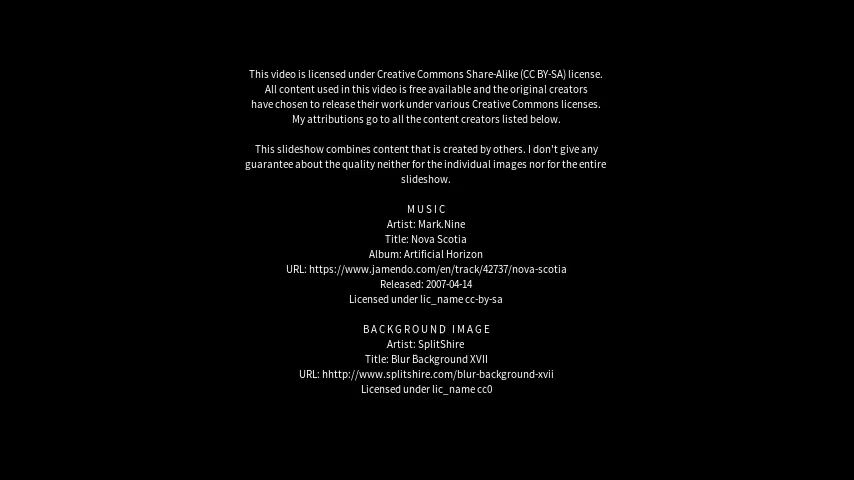 This video is licensed under Creative Commons Share-Alike (CC BY-SA) license.
All content used in this video is free available and the original creators
have chosen to release their work under various Creative Commons licenses.
My attributions go to all the content creators listed below.
This slideshow combines content that is created by others. I don't give any
guarantee about the quality neither for the individual images nor for the entire
slideshow.
MUSIC
Artist: Mark.Nine
Title: Nova Scotia
Album: Artificial Horizon
URL: https://www.jamendo.com/en/track/42737/nova-scotia
Released: 2007-04-14
Licensed under lic_name cc-by-sa
BACKGROUND IMAGE
Artist: SplitShire
Title: Blur Background XVII
URL: hhttp://www.splitshire.com/blur-background-xvii
Licensed under lic_name cc0